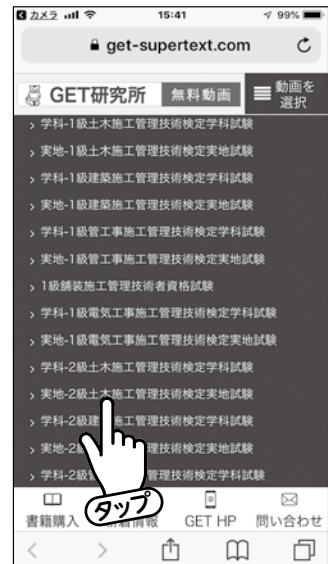 カメラ 15:41 99%
get-supertext.com
GET研究所 無料動画 動画を
選択
› 学科-1級土木施工管理技術検定学科試験
› 実地-1級土木施工管理技術検定実地試験
› 学科-1級建築施工管理技術検定学科試験
› 実地-1級建築施工管理技術検定実地試験
› 学科-1級管工事施工管理技術検定学科試験
› 実地-1級管工事施工管理技術検定実地試験
› 1級舗装施工管理技術者資格試験
› 学科-1級電気工事施工管理技術検定学科試験
› 実地-1級電気工事施工管理技術検定実地試験
› 学科-2級土木施工管理技術検定学科試験
› 実地-2級土木施工管理技術検定実地試験
› 学科-2級建 施工管理技術検定学科試験
› 実地-2級 管理技術検定実地試験
› 学科-2級 管理技術検定学科試験
タップ
書籍購入 情報 GET HP 問い合わせ